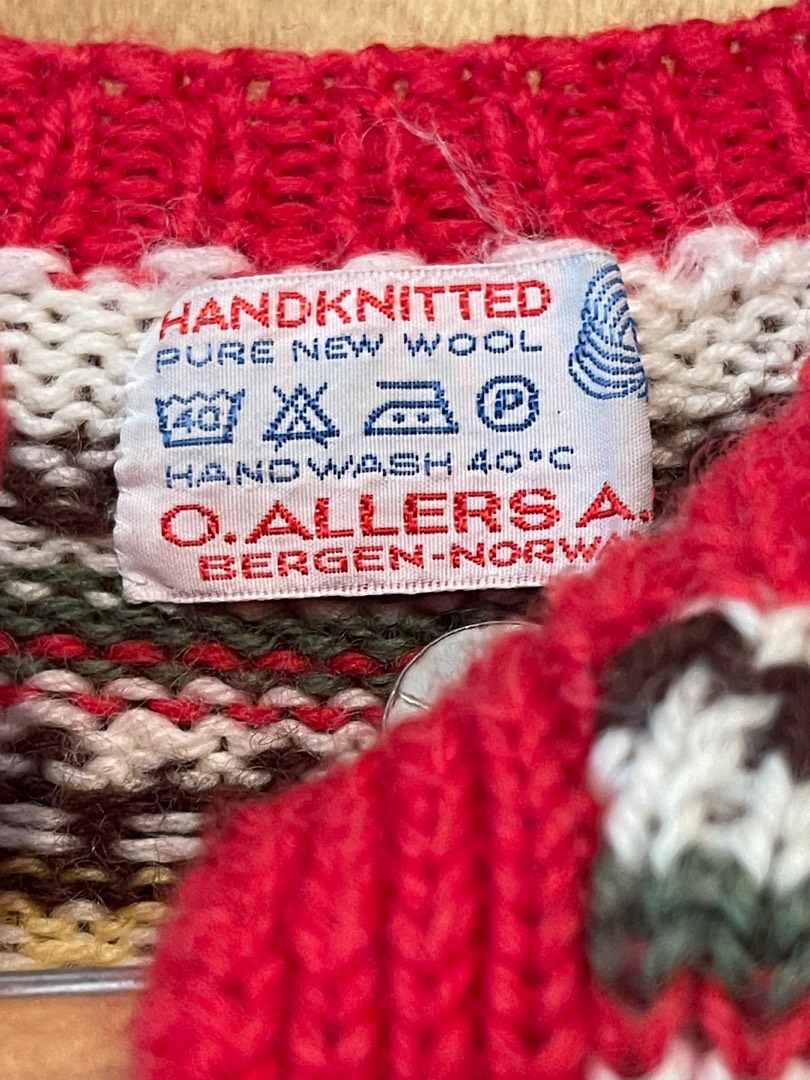 HANDKNITTED
PURE NEW WOOL
40 P
HANDWASH 40°C
O.ALLERS A.
BERGEN-NORW